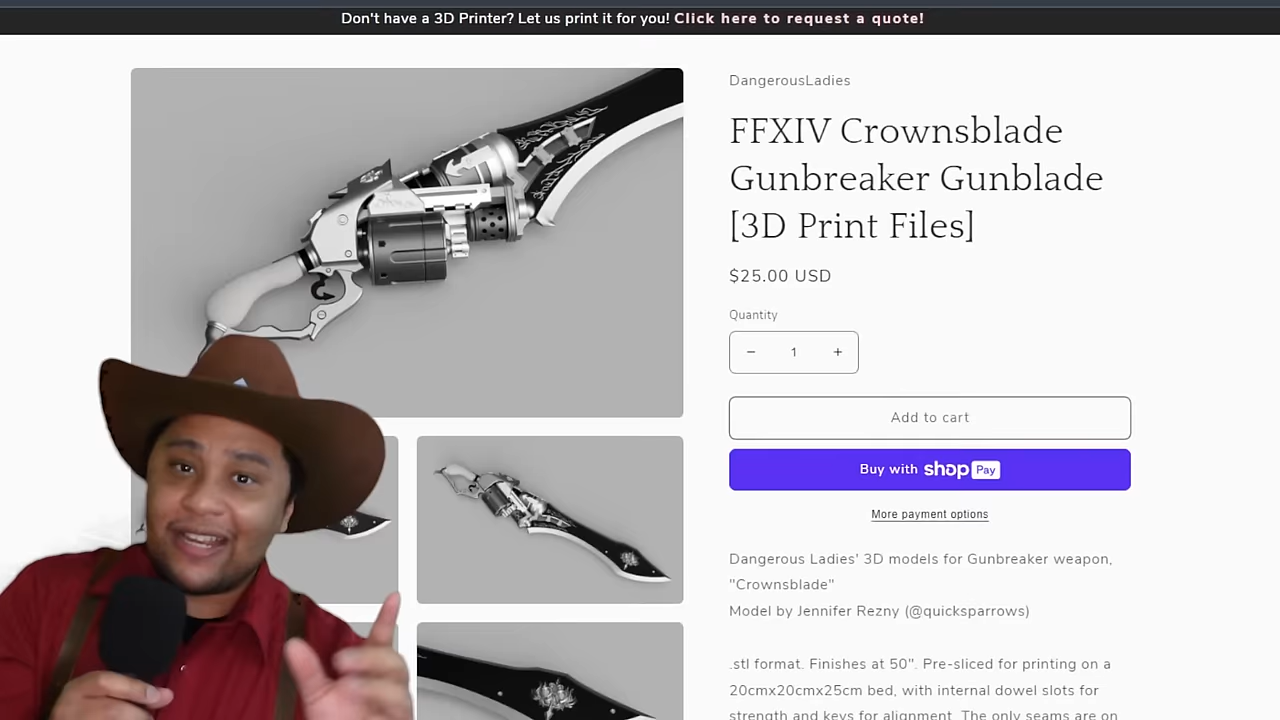 Don't have a 3D Printer? Let us print it for you! Click here to request a quote!
DangerousLadies
FFXIV Crownsblade
Gunbreaker Gunblade
[3D Print Files]
$25.00 USD
Quantity
− 1 +
Add to cart
Buy with shop Pay
More payment options
Dangerous Ladies' 3D models for Gunbreaker weapon,
"Crownsblade"
Model by Jennifer Rezny (@quicksparrows)
.stl format. Finishes at 50". Pre-sliced for printing on a
20cmx20cmx25cm bed, with internal dowel slots for
strength and keys for alignment. The only seams are on